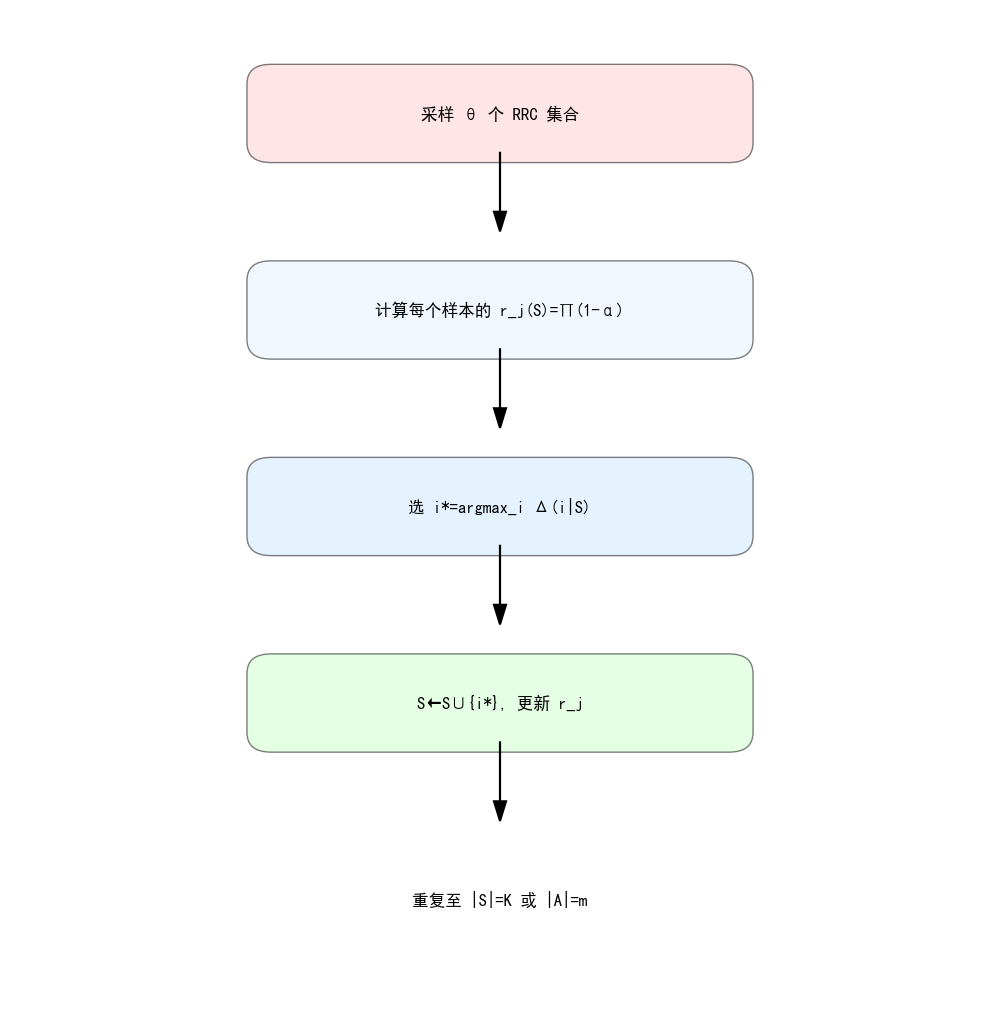 采样 θ 个 RRC 集合
计算每个样本的 r_j(S)=∏(1-α)
选 i*=argmax_i Δ(i|S)
S←S∪{i*}, 更新 r_j
重复至 |S|=K 或 |A|=m